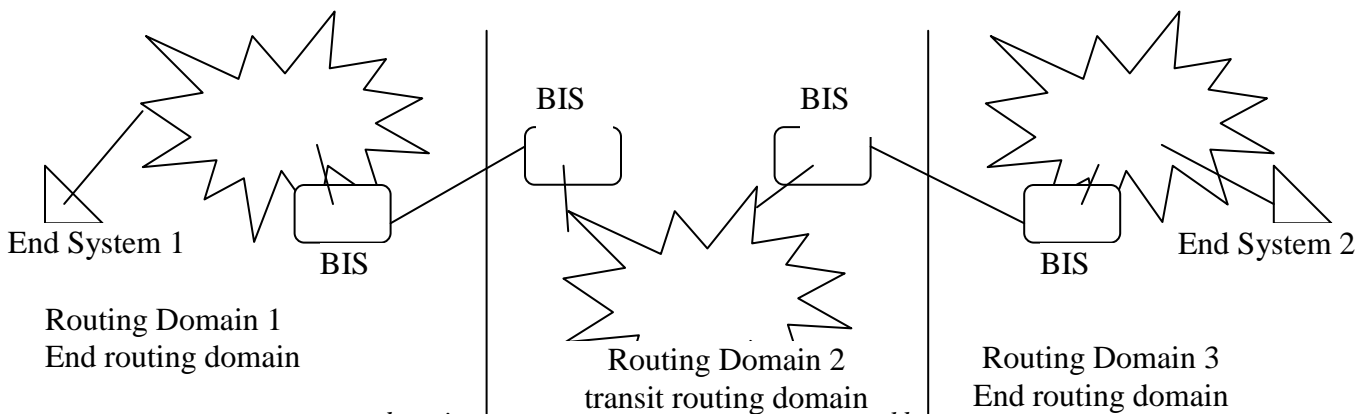 BIS
BIS
End System 1
BIS
BIS
End System 2
Routing Domain 1
End routing domain
Routing Domain 2
transit routing domain
Routing Domain 3
End routing domain